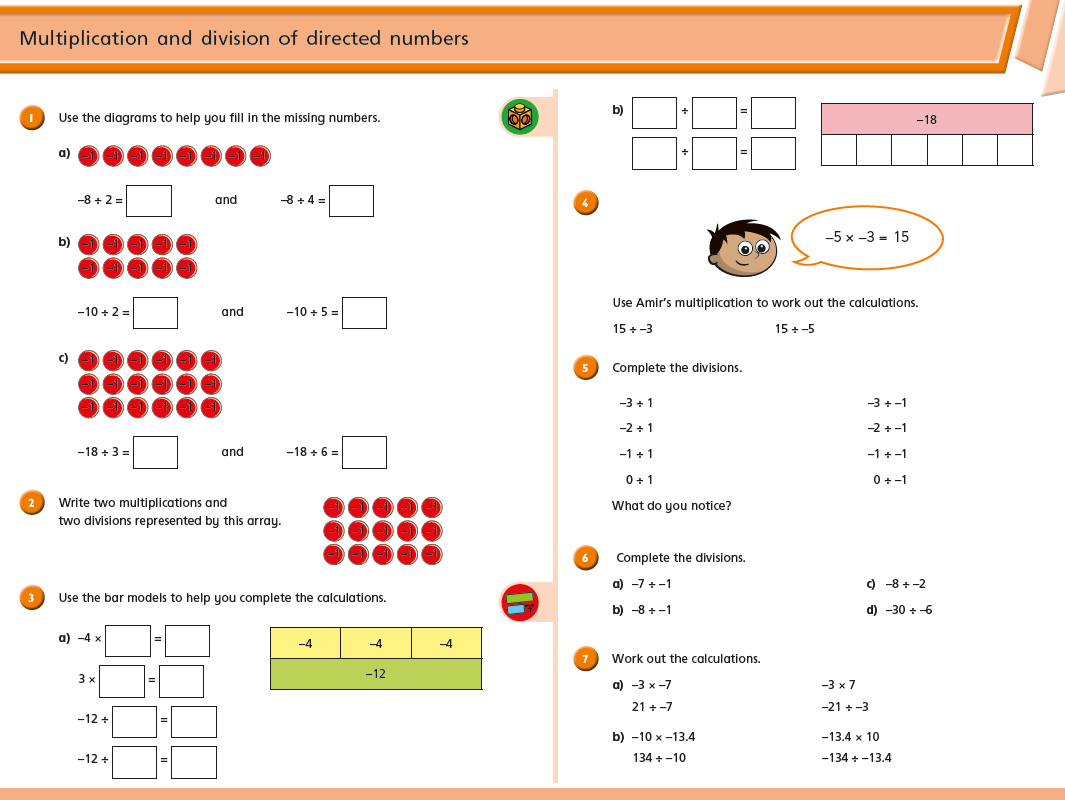 Multiplication and division of directed numbers
1 Use the diagrams to help you fill in the missing numbers.
a) –1 –1 –1 –1 –1 –1 –1 –1
–8 ÷ 2 = and –8 ÷ 4 =
b) –1 –1 –1 –1 –1
–1 –1 –1 –1 –1
–10 ÷ 2 = and –10 ÷ 5 =
c) –1 –1 –1 –1 –1 –1
–1 –1 –1 –1 –1 –1
–1 –1 –1 –1 –1 –1
–18 ÷ 3 = and –18 ÷ 6 =
2 Write two multiplications and
two divisions represented by this array.
–1 –1 –1 –1 –1
–1 –1 –1 –1 –1
–1 –1 –1 –1 –1
3 Use the bar models to help you complete the calculations.
a) –4 × =
3 × =
–12 ÷ =
–12 ÷ =
–4 –4 –4
–12
b) ÷ =
÷ =
–18
4
–5 × –3 = 15
Use Amir's multiplication to work out the calculations.
15 ÷ –3 15 ÷ –5
5 Complete the divisions.
–3 ÷ 1 –3 ÷ –1
–2 ÷ 1 –2 ÷ –1
–1 ÷ 1 –1 ÷ –1
0 ÷ 1 0 ÷ –1
What do you notice?
6 Complete the divisions.
a) –7 ÷ –1 c) –8 ÷ –2
b) –8 ÷ –1 d) –30 ÷ –6
7 Work out the calculations.
a) –3 × –7 –3 × 7
21 ÷ –7 –21 ÷ –3
b) –10 × –13.4 –13.4 × 10
134 ÷ –10 –134 ÷ –13.4